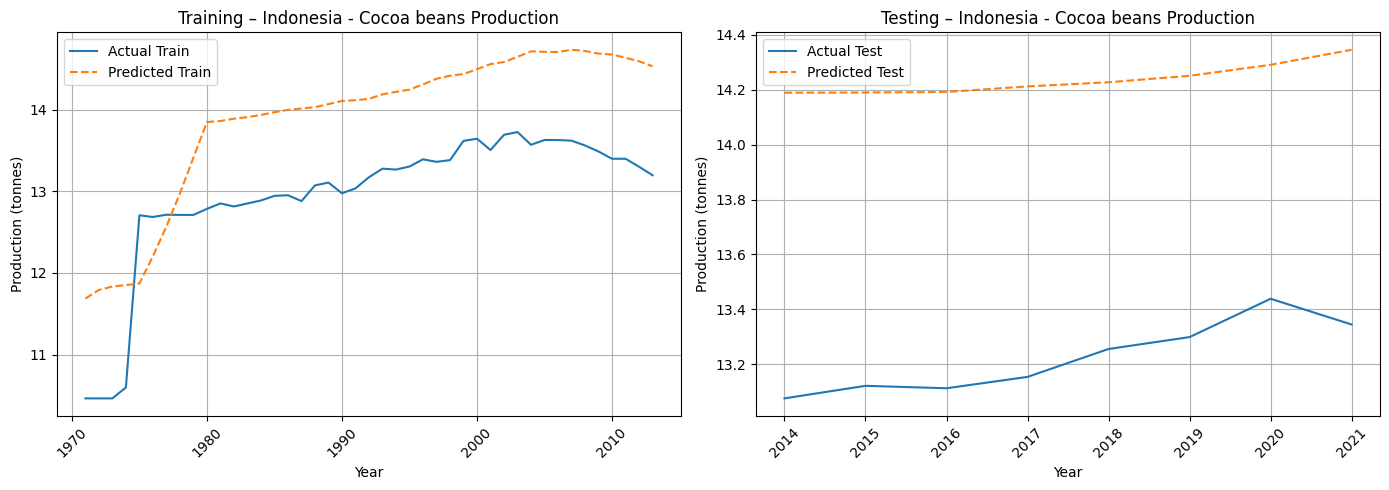 Training – Indonesia - Cocoa beans Production
Actual Train
Predicted Train
14
13
12
11
Production (tonnes)
1970
1980
1990
2000
2010
Year
Testing – Indonesia - Cocoa beans Production
Actual Test
Predicted Test
14.4
14.2
14.0
13.8
13.6
13.4
13.2
Production (tonnes)
2014
2015
2016
2017
2018
2019
2020
2021
Year